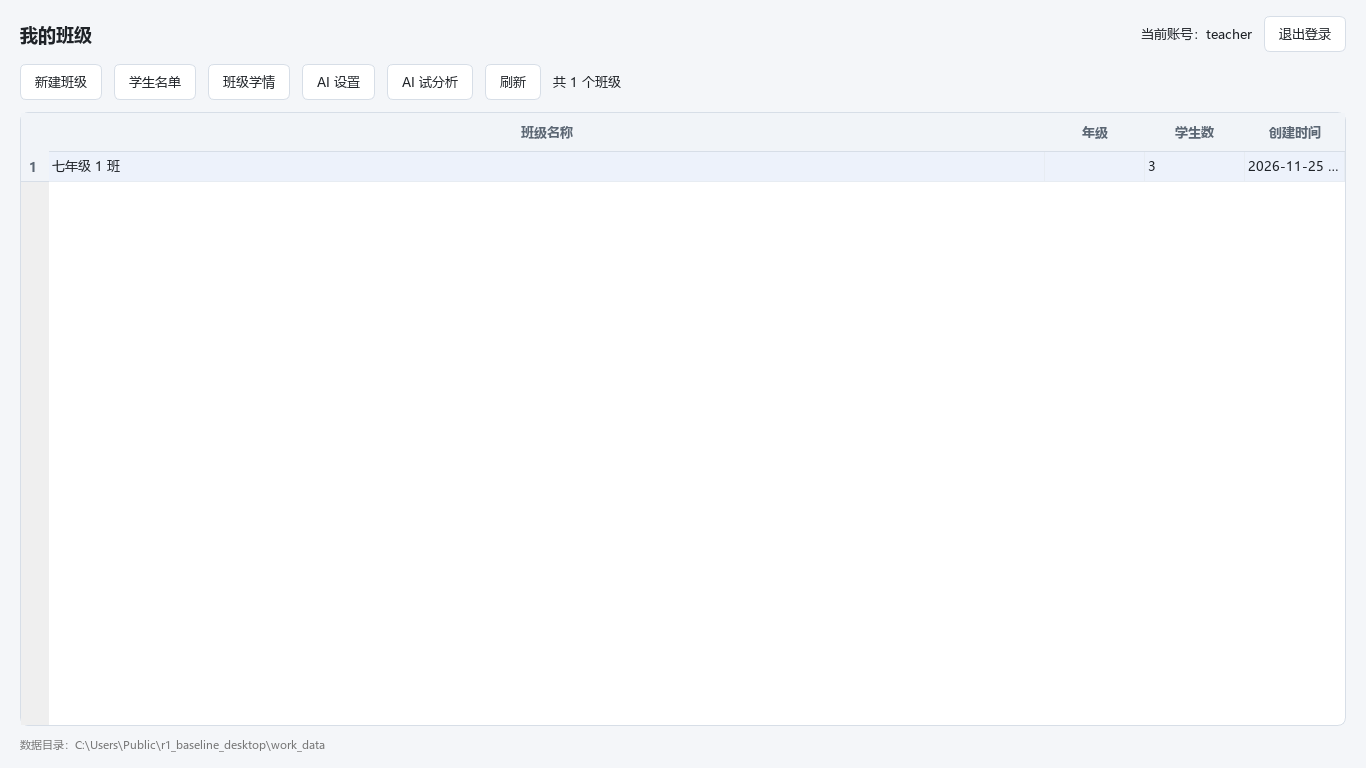 我的班级
当前账号：teacher
退出登录
新建班级
学生名单
班级学情
AI 设置
AI 试分析
刷新
共 1 个班级
班级名称
年级
学生数
创建时间
1
七年级 1 班
3
2026-11-25 ...
数据目录：C:\Users\Public\r1_baseline_desktop\work_data